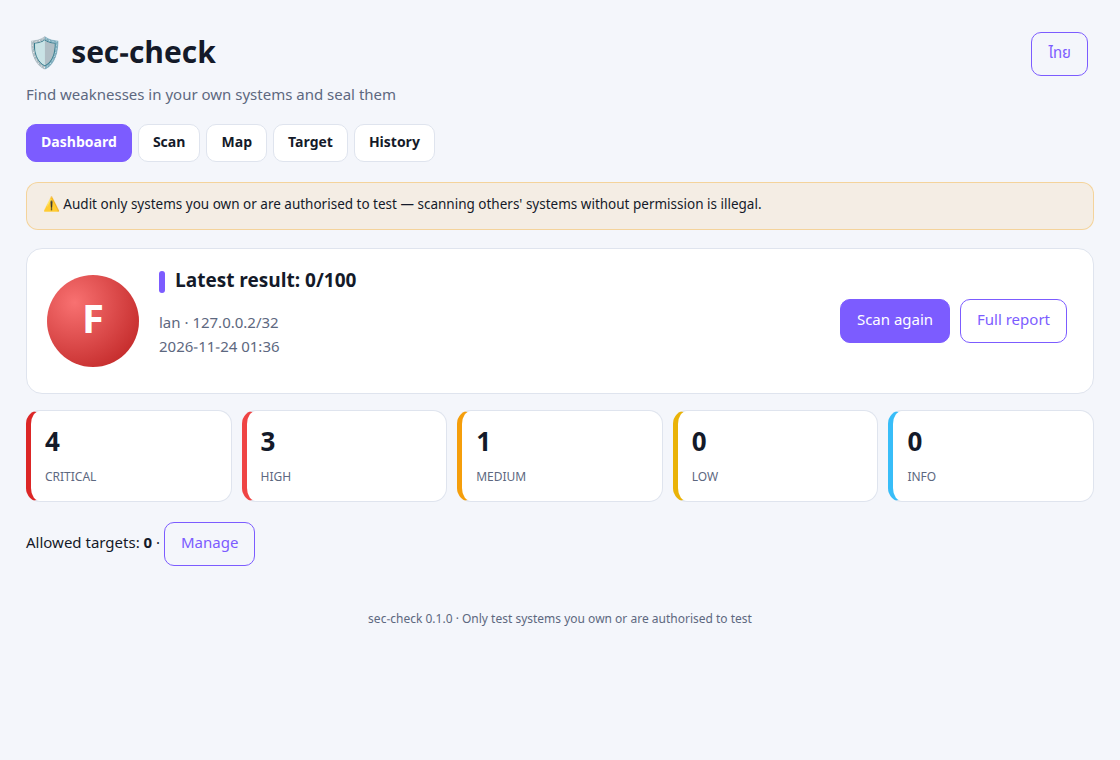 sec-check
ไทย
Find weaknesses in your own systems and seal them
Dashboard Scan Map Target History
⚠️ Audit only systems you own or are authorised to test — scanning others' systems without permission is illegal.
F
Latest result: 0/100
lan · 127.0.0.2/32
2026-11-24 01:36
Scan again Full report
4 3 1 0 0
CRITICAL HIGH MEDIUM LOW INFO
Allowed targets: 0 · Manage
sec-check 0.1.0 · Only test systems you own or are authorised to test